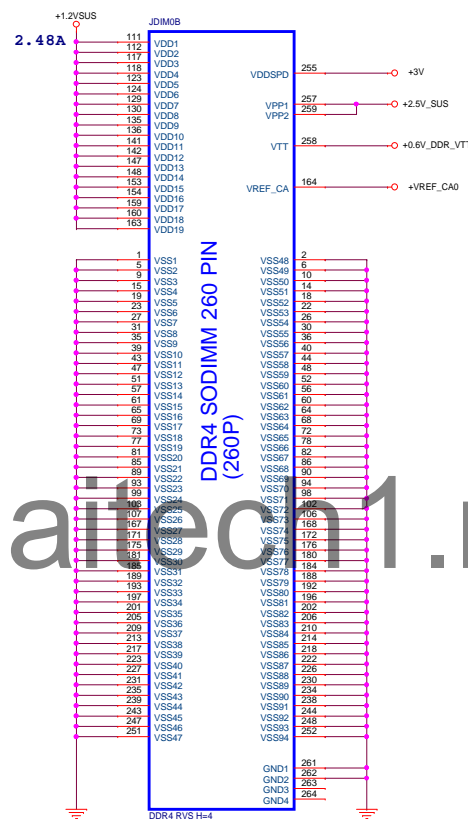 +1.2VSUS
2.48A
JDIM0B
111 VDD1
112 VDD2
117 VDD3
118 VDD4
123 VDD5
124 VDD6
129 VDD7
130 VDD8
135 VDD9
136 VDD10
141 VDD11
142 VDD12
147 VDD13
148 VDD14
153 VDD15
154 VDD16
159 VDD17
160 VDD18
163 VDD19
VDDSPD 255 +3V
VPP1 257 +2.5V_SUS
VPP2 259
VTT 258 +0.6V_DDR_VTT
VREF_CA 164 +VREF_CA0
DDR4 SODIMM 260 PIN
(260P)
1 VSS1 VSS48 2
5 VSS2 VSS49 6
9 VSS3 VSS50 10
15 VSS4 VSS51 14
19 VSS5 VSS52 18
23 VSS6 VSS53 22
27 VSS7 VSS54 26
31 VSS8 VSS55 30
35 VSS9 VSS56 36
39 VSS10 VSS57 40
43 VSS11 VSS58 44
47 VSS12 VSS59 48
51 VSS13 VSS60 52
57 VSS14 VSS61 56
61 VSS15 VSS62 60
65 VSS16 VSS63 64
69 VSS17 VSS64 68
73 VSS18 VSS65 72
77 VSS19 VSS66 78
81 VSS20 VSS67 82
85 VSS21 VSS68 86
89 VSS22 VSS69 90
93 VSS23 VSS70 94
99 VSS24 VSS71 98
103 VSS25 VSS72 102
107 VSS26 VSS73 106
167 VSS27 VSS74 168
171 VSS28 VSS75 172
175 VSS29 VSS76 176
181 VSS30 VSS77 180
185 VSS31 VSS78 184
189 VSS32 VSS79 188
193 VSS33 VSS80 192
197 VSS34 VSS81 196
201 VSS35 VSS82 202
205 VSS36 VSS83 206
209 VSS37 VSS84 210
213 VSS38 VSS85 214
217 VSS39 VSS86 218
223 VSS40 VSS87 222
227 VSS41 VSS88 226
231 VSS42 VSS89 230
235 VSS43 VSS90 234
239 VSS44 VSS91 238
243 VSS45 VSS92 244
247 VSS46 VSS93 248
251 VSS47 VSS94 252
GND1 261
GND2 262
GND3 263
GND4 264
DDR4 RVS H=4
aitech1.